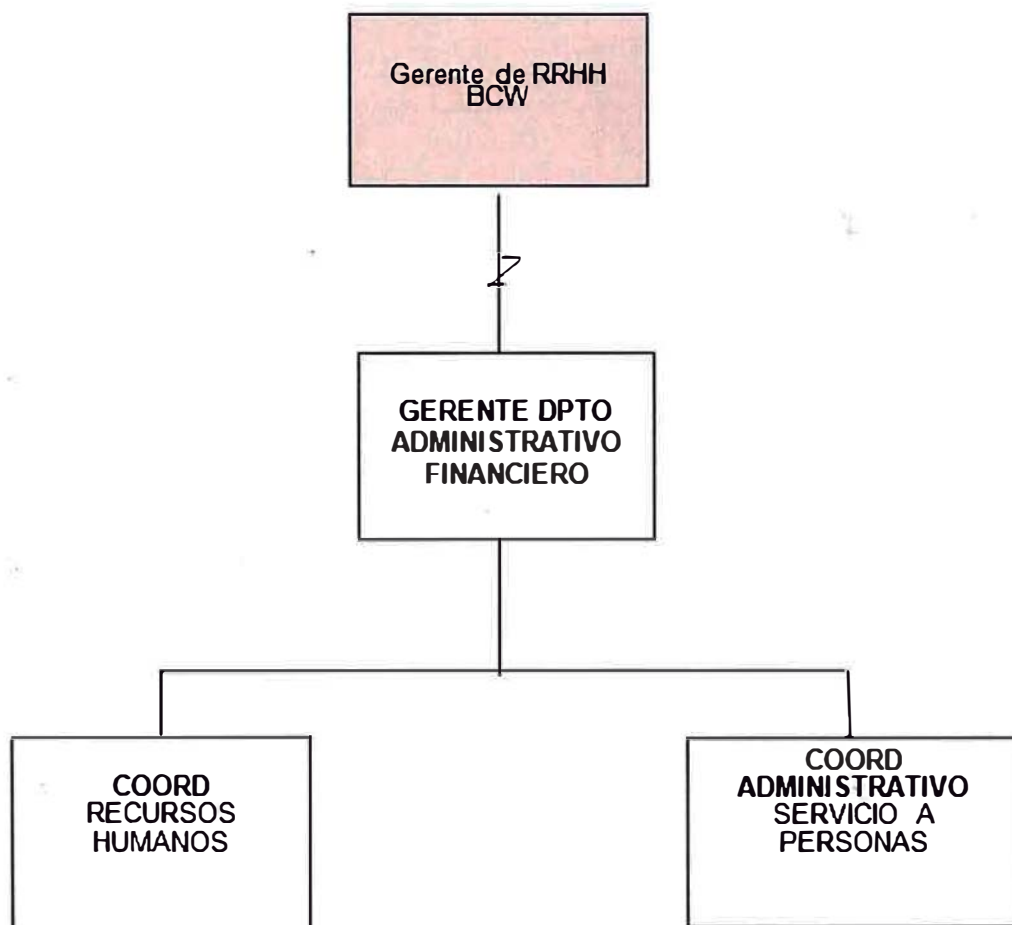 Gerente de RRHH
BCW
GERENTE DPTO
ADMINISTRATIVO
FINANCIERO
COORD
RECURSOS
HUMANOS
COORD
ADMINISTRATIVO
SERVICIO A
PERSONAS